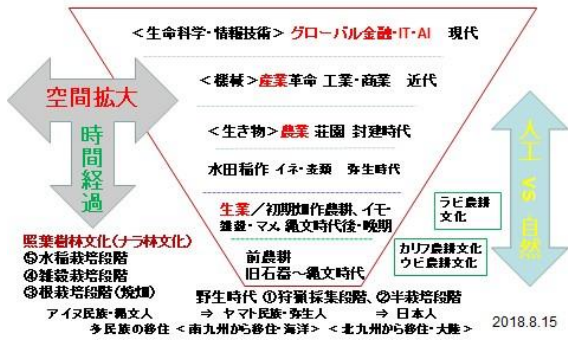 ＜生命科学・情報技術＞ グローバル金融・IT・AI 現代
＜機械＞産業革命 工業・商業 近代
空間拡大
時間経過
＜生き物＞農業 荘園 封建時代
水田稲作 イネ・麦類 弥生時代
人工 vs 自然
生業／初期畑作農耕、イモ・
雑穀・マメ 縄文時代後・晩期
ラビ農耕
文化
照葉樹林文化(ナラ林文化)
⑤水稲栽培段階
④雑穀栽培段階
③根栽培段階(焼畑)
前農耕
旧石器～縄文時代
カリフ農耕文化
ウビ農耕文化
野生時代 ①狩猟採集段階、②半栽培段階
アイヌ民族・縄文人 ⇒ ヤマト民族・弥生人 ⇒ 日本人
多民族の移住 ＜南九州から移住・海洋＞ ＜北九州から移住・大陸＞
2018.8.15